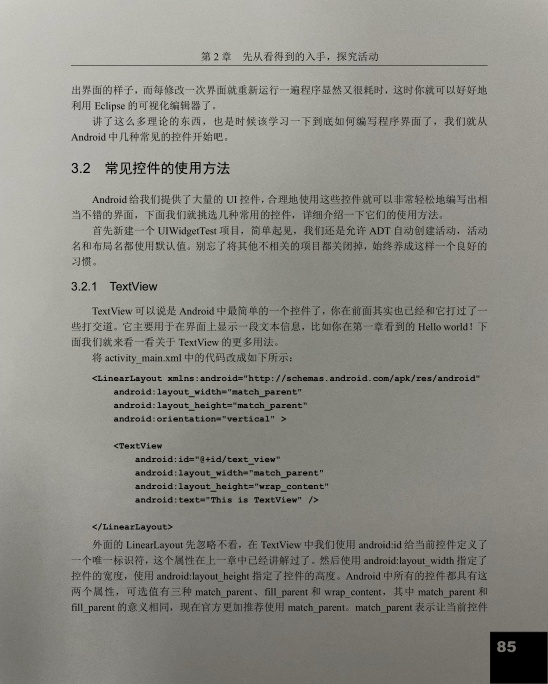 第 2 章 先从看得到的入手，探究活动
出界面的样子，而每修改一次界面就重新运行一遍程序显然又很耗时，这时你就可以好好地
利用 Eclipse 的可视化编辑器了。
讲了这么多理论的东西，也是时候该学习一下到底如何编写程序界面了，我们就从
Android 中几种常见的控件开始吧。
3.2 常见控件的使用方法
Android 给我们提供了大量的 UI 控件，合理地使用这些控件就可以非常轻松地编写出相
当不错的界面，下面我们就挑选几种常用的控件，详细介绍一下它们的使用方法。
首先新建一个 UIWidgetTest 项目，简单起见，我们还是允许 ADT 自动创建活动，活动
名和布局名都使用默认值。别忘了将其他不相关的项目都关闭掉，始终养成这样一个良好的
习惯。
3.2.1 TextView
TextView 可以说是 Android 中最简单的一个控件了，你在前面其实也已经和它打过了一
些打交道。它主要用于在界面上显示一段文本信息，比如你在第一章看到的 Hello world！下
面我们就来看一看关于 TextView 的更多用法。
将 activity_main.xml 中的代码改成如下所示：
<LinearLayout xmlns:android="http://schemas.android.com/apk/res/android"
android:layout_width="match_parent"
android:layout_height="match_parent"
android:orientation="vertical" >
<TextView
android:id="@+id/text_view"
android:layout_width="match_parent"
android:layout_height="wrap_content"
android:text="This is TextView" />
</LinearLayout>
外面的 LinearLayout 先忽略不看，在 TextView 中我们使用 android:id 给当前控件定义了
一个唯一标识符，这个属性在上一章中已经讲解过了。然后使用 android:layout_width 指定了
控件的宽度，使用 android:layout_height 指定了控件的高度。Android 中所有的控件都具有这
两个属性，可选值有三种 match_parent、fill_parent 和 wrap_content，其中 match_parent 和
fill_parent 的意义相同，现在官方更加推荐使用 match_parent。match_parent 表示让当前控件
85